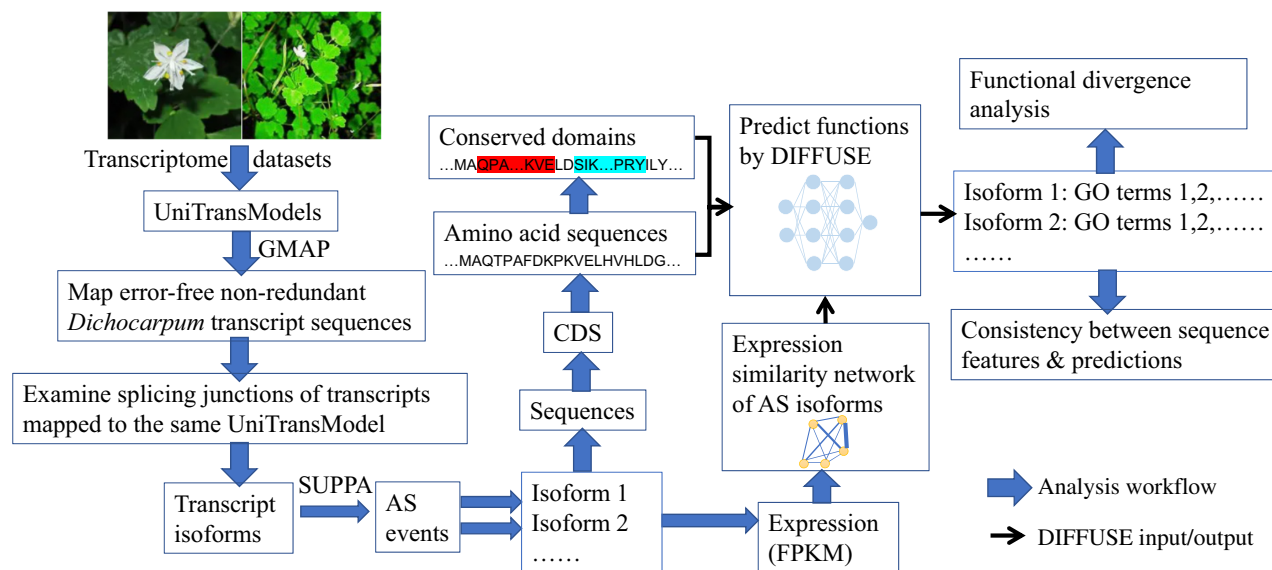 Transcriptome datasets
UniTransModels
GMAP
Map error-free non-redundant
Dichocarpum transcript sequences
Examine splicing junctions of transcripts
mapped to the same UniTransModel
Transcript
isoforms
SUPPA
AS
events
Isoform 1
Isoform 2
……
Sequences
CDS
Amino acid sequences
…MAQTPAFDKPKVELHVHLDG…
Conserved domains
…MAQPA…KVELDSIK…PRYILY…
Expression
(FPKM)
Expression
similarity network
of AS isoforms
Predict functions
by DIFFUSE
Isoform 1: GO terms 1,2,……
Isoform 2: GO terms 1,2,……
……
Functional divergence
analysis
Consistency between sequence
features & predictions
Analysis workflow
DIFFUSE input/output